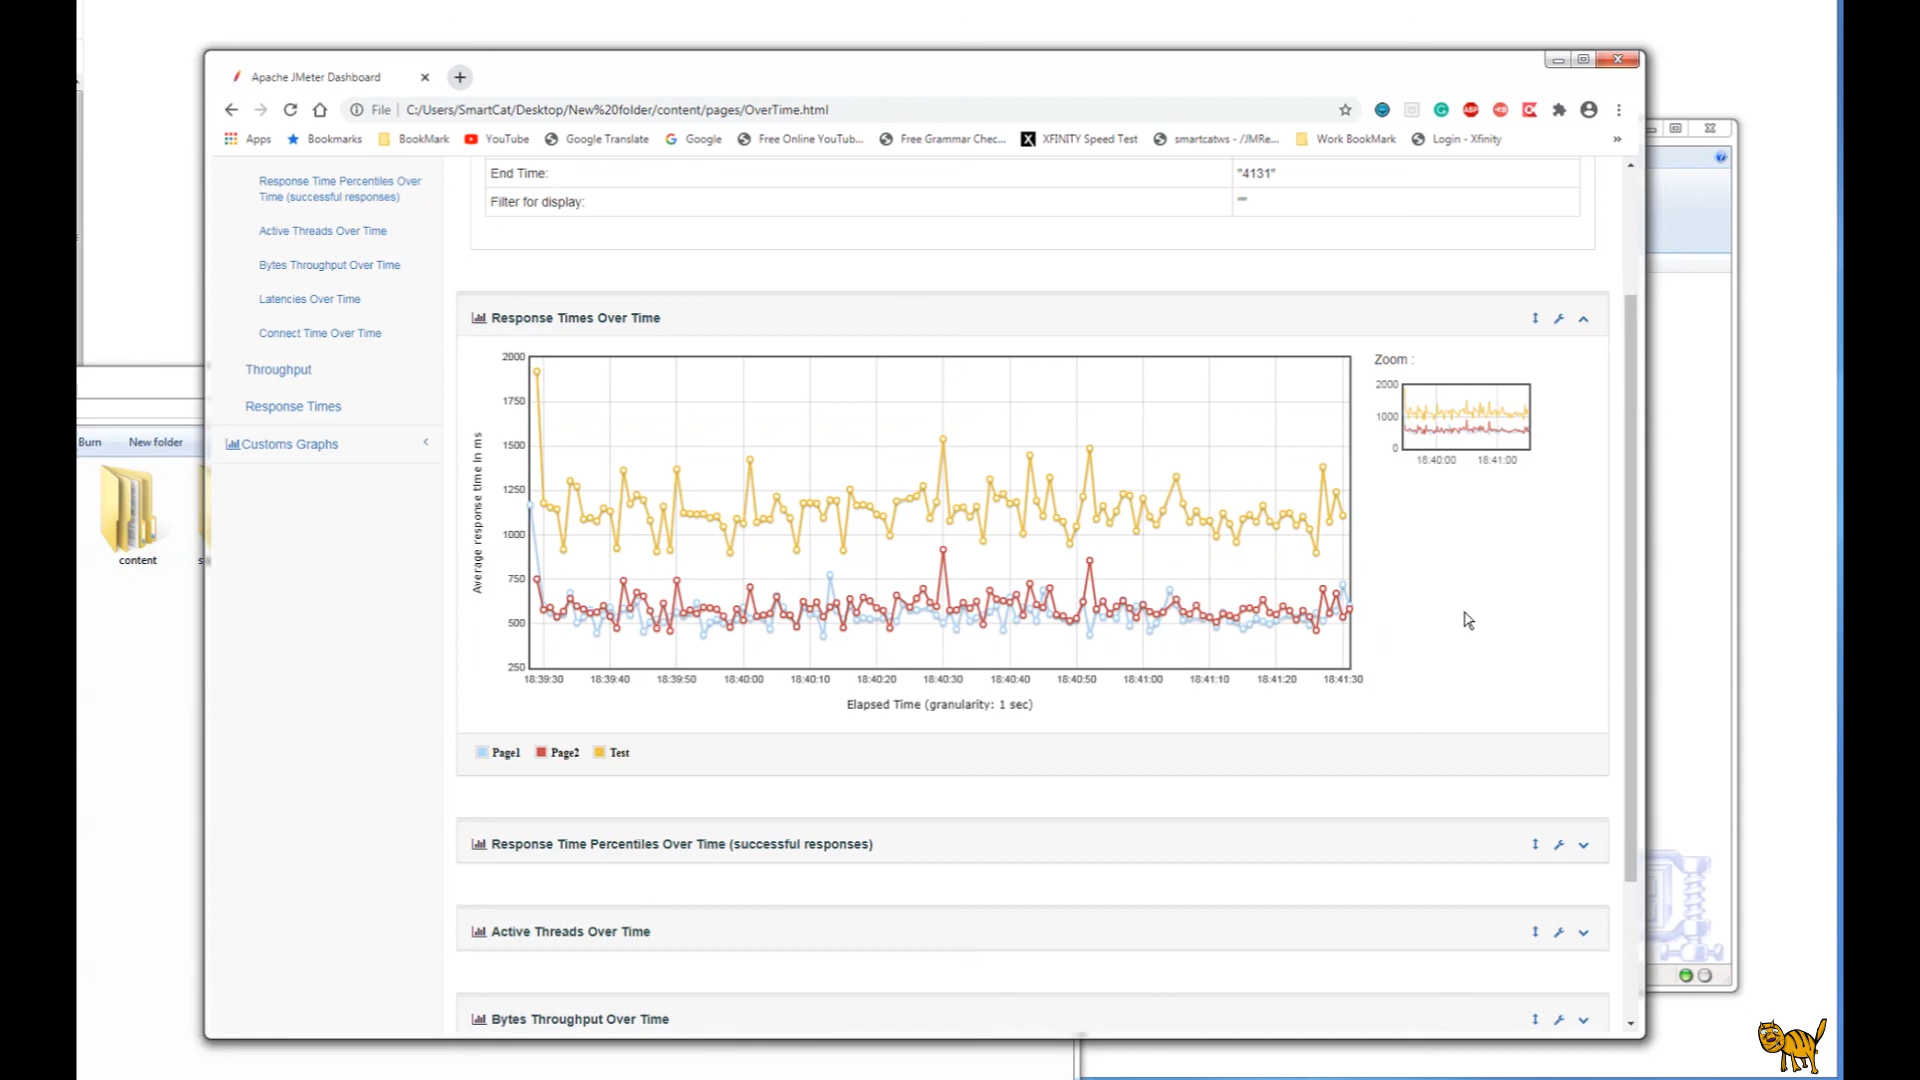 Apache JMeter Dashboard
File
C:/Users/SmartCat/Desktop/New%20folder/content/pages/OverTime.html
ABP
Apps
Bookmarks
BookMark
YouTube
Google Translate
Google
Free Online YouTub...
Free Grammar Chec...
XFINITY Speed Test
smartcatws - /JMRe...
Work BookMark
Login - Xfinity
»
Response Time Percentiles Over
Time (successful responses)
Active Threads Over Time
Bytes Throughput Over Time
Latencies Over Time
Connect Time Over Time
Throughput
Response Times
Customs Graphs
End Time:
"4131"
Filter for display:
""
Response Times Over Time
2000
1750
1500
1250
1000
750
500
250
Average response time in ms
18:39:30
18:39:40
18:39:50
18:40:00
18:40:10
18:40:20
18:40:30
18:40:40
18:40:50
18:41:00
18:41:10
18:41:20
18:41:30
Elapsed Time (granularity: 1 sec)
Zoom :
2000
1000
0
18:40:00
18:41:00
Page1
Page2
Test
Response Time Percentiles Over Time (successful responses)
Active Threads Over Time
Bytes Throughput Over Time
Burn
New folder
content